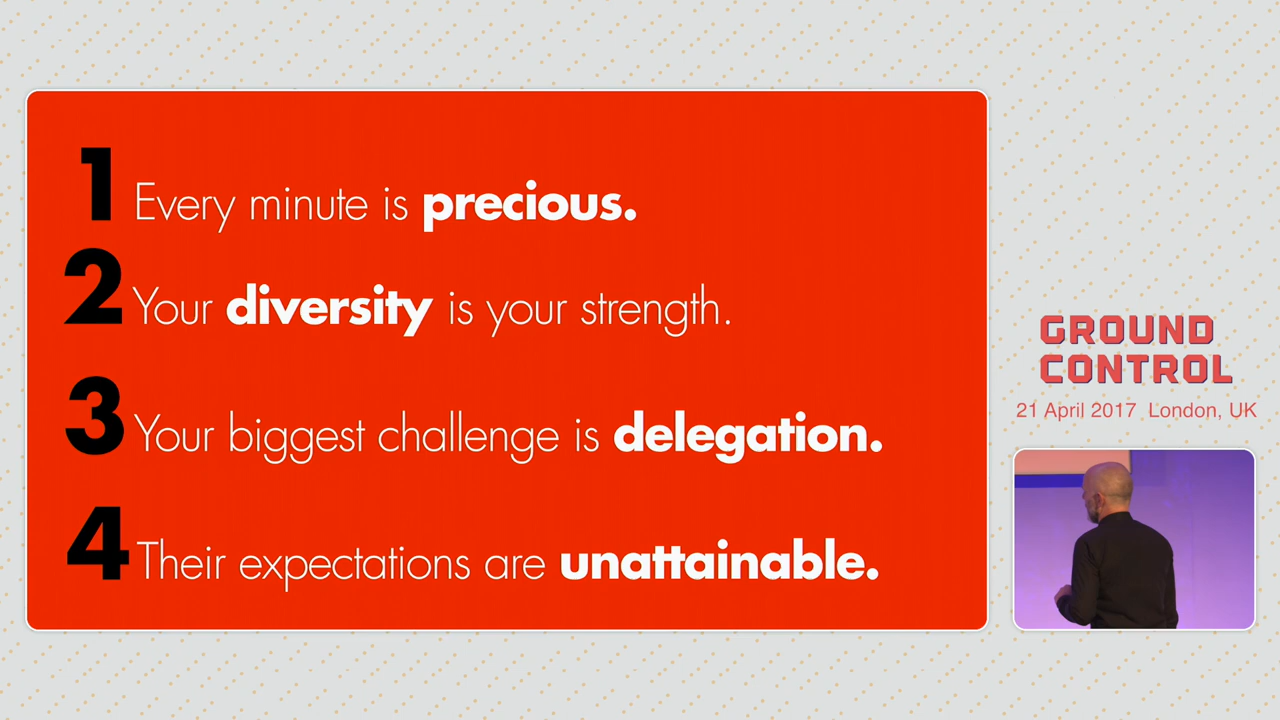 1 Every minute is precious.
2 Your diversity is your strength.
3 Your biggest challenge is delegation.
4 Their expectations are unattainable.
GROUND
CONTROL
21 April 2017 London, UK